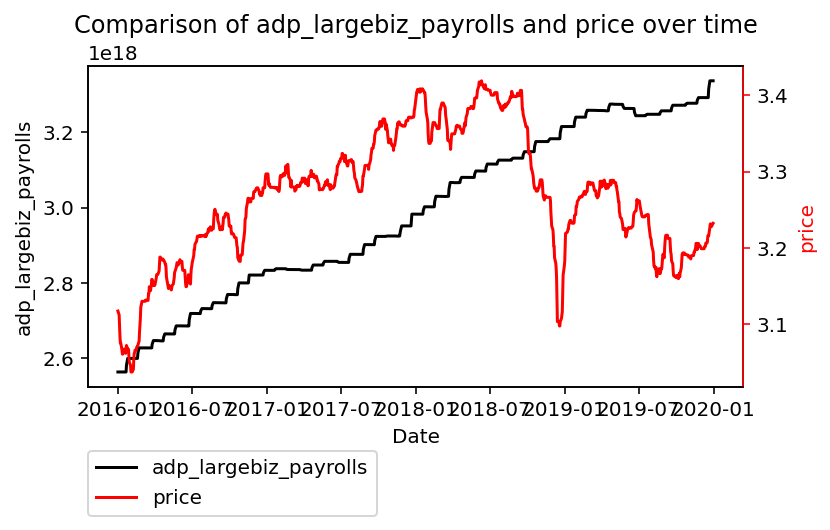 Comparison of adp_largebiz_payrolls and price over time
1e18
3.2
3.0
2.8
2.6
adp_largebiz_payrolls
3.4
3.3
3.2
3.1
price
2016-01 2016-07 2017-01 2017-07 2018-01 2018-07 2019-01 2019-07 2020-01
Date
adp_largebiz_payrolls
price